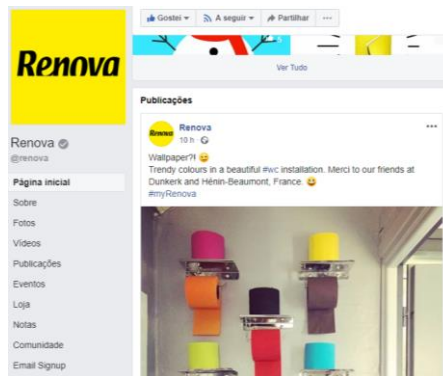 Renova
Renova
@renova
Página inicial
Sobre
Fotos
Vídeos
Publicações
Eventos
Loja
Notas
Comunidade
Email Signup
Gostei
A seguir
Partilhar
Ver Tudo
Publicações
Renova
Renova
10 h
Wallpaper?!
Trendy colours in a beautiful #wc installation. Merci to our friends at
Dunkerk and Hénin-Beaumont, France.
#myRenova